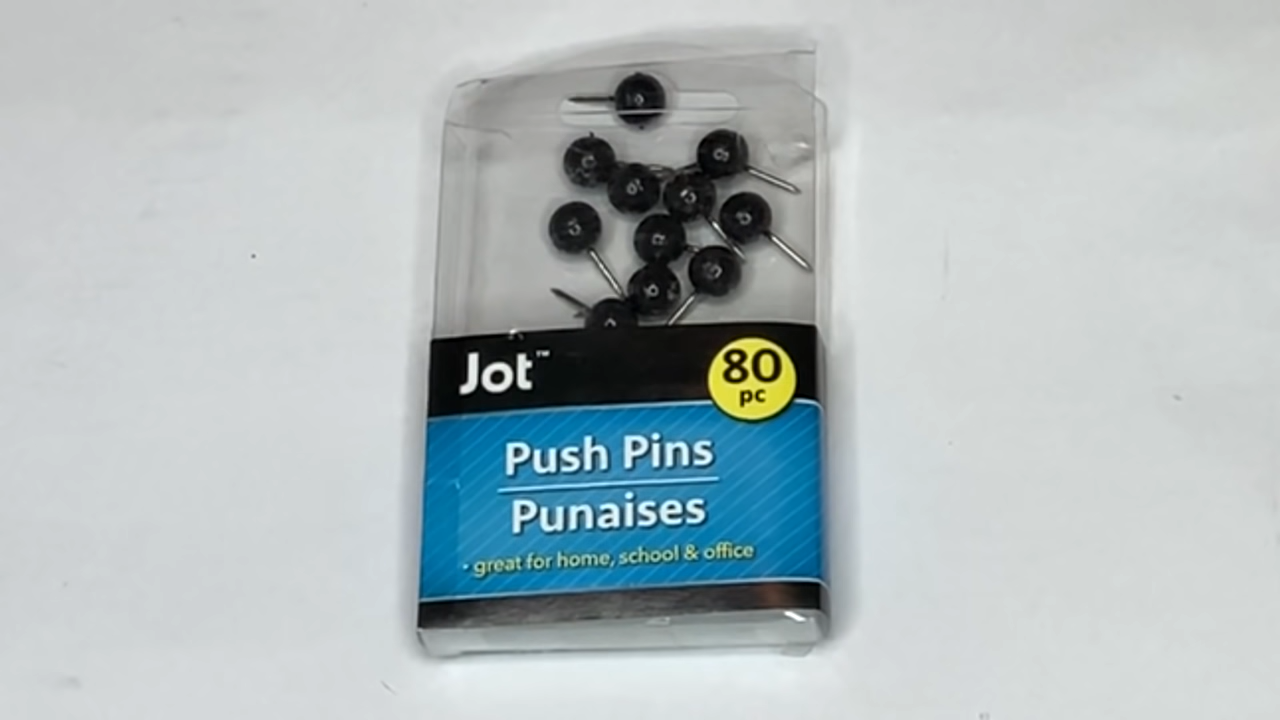 Jot™
80
pc
Push Pins
Punaises
• great for home, school & office